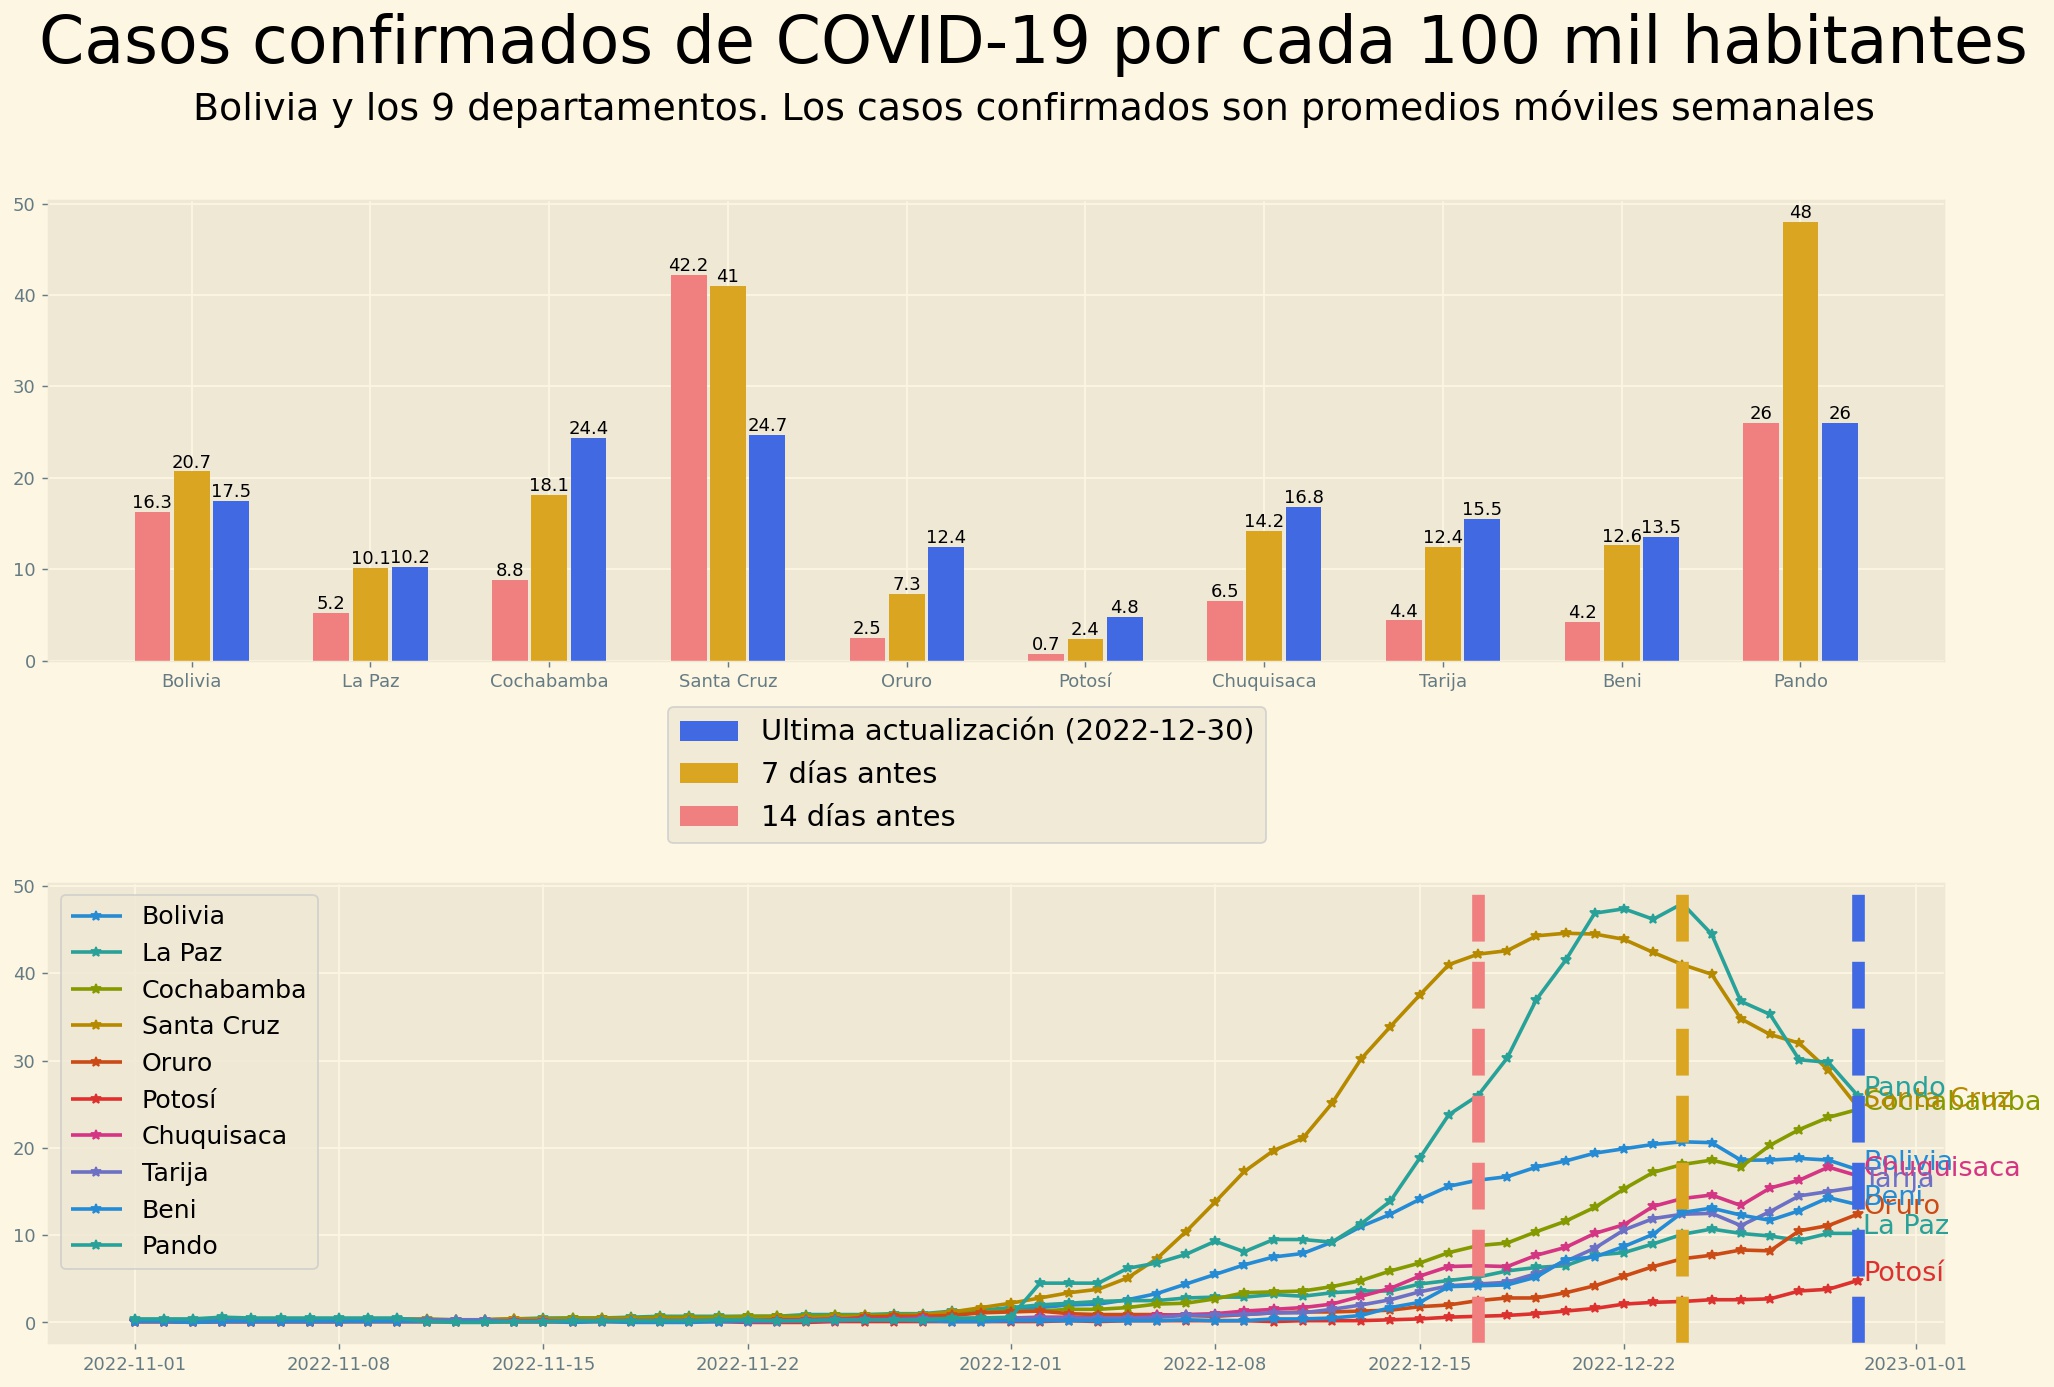 Casos confirmados de COVID-19 por cada 100 mil habitantes
Bolivia y los 9 departamentos. Los casos confirmados son promedios móviles semanales
50
40
30
20
10
0
16.3 20.7 17.5
5.2 10.1 10.2
8.8 18.1 24.4
42.2 41 24.7
2.5 7.3 12.4
0.7 2.4 4.8
6.5 14.2 16.8
4.4 12.4 15.5
4.2 12.6 13.5
26 48 26
Bolivia La Paz Cochabamba Santa Cruz Oruro Potosí Chuquisaca Tarija Beni Pando
Ultima actualización (2022-12-30)
7 días antes
14 días antes
50
40
30
20
10
0
Bolivia
La Paz
Cochabamba
Santa Cruz
Oruro
Potosí
Chuquisaca
Tarija
Beni
Pando
Pando
Santa Cruz
Cochabamba
Bolivia
Chuquisaca
Tarija
Beni
Oruro
La Paz
Potosí
2022-11-01 2022-11-08 2022-11-15 2022-11-22 2022-12-01 2022-12-08 2022-12-15 2022-12-22 2023-01-01